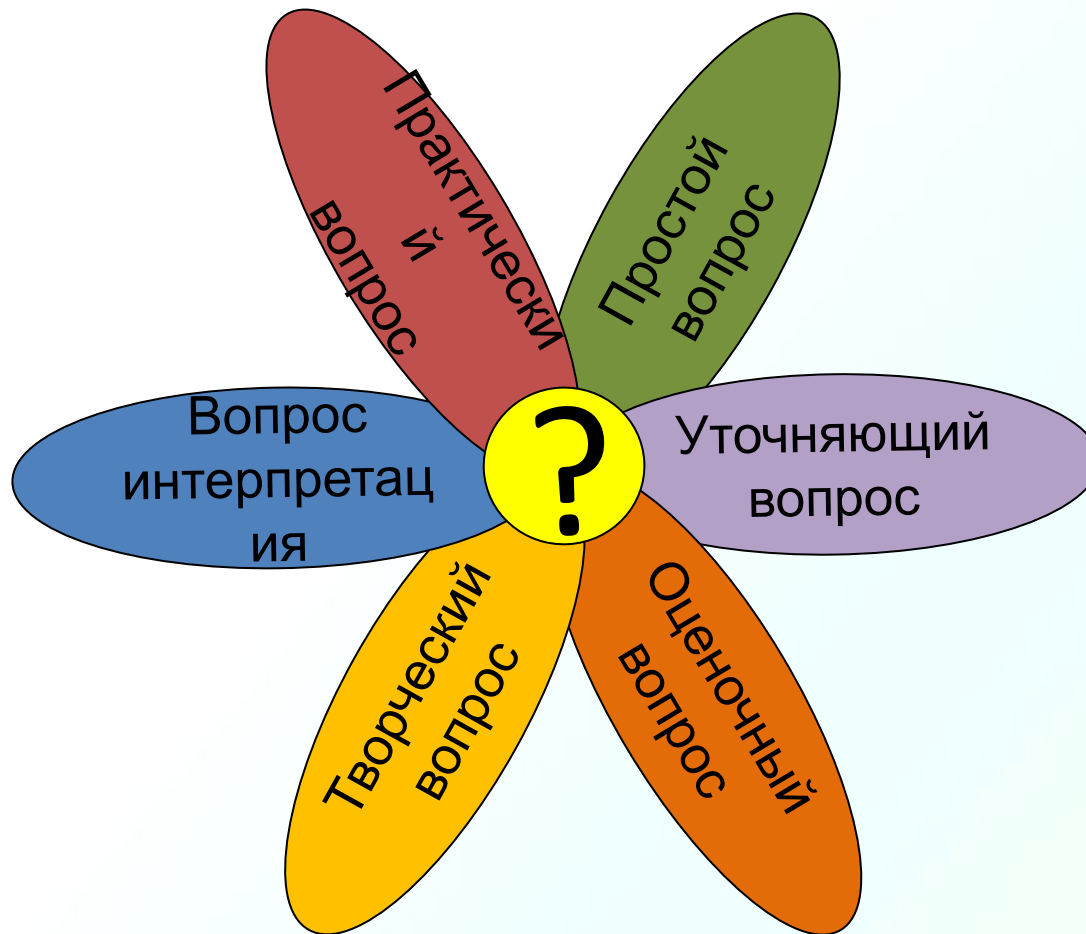 Практически
й
вопрос
Простой
вопрос
Вопрос
интерпретац
ия
?
Уточняющий
вопрос
Творческий
вопрос
Оценочный
вопрос